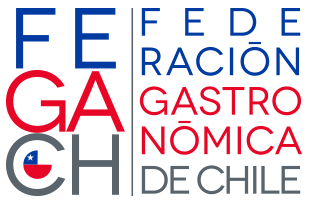 FE
GA
CH
FEDE
RACIŌN
GASTRO
NŌMICA
DE CHILE